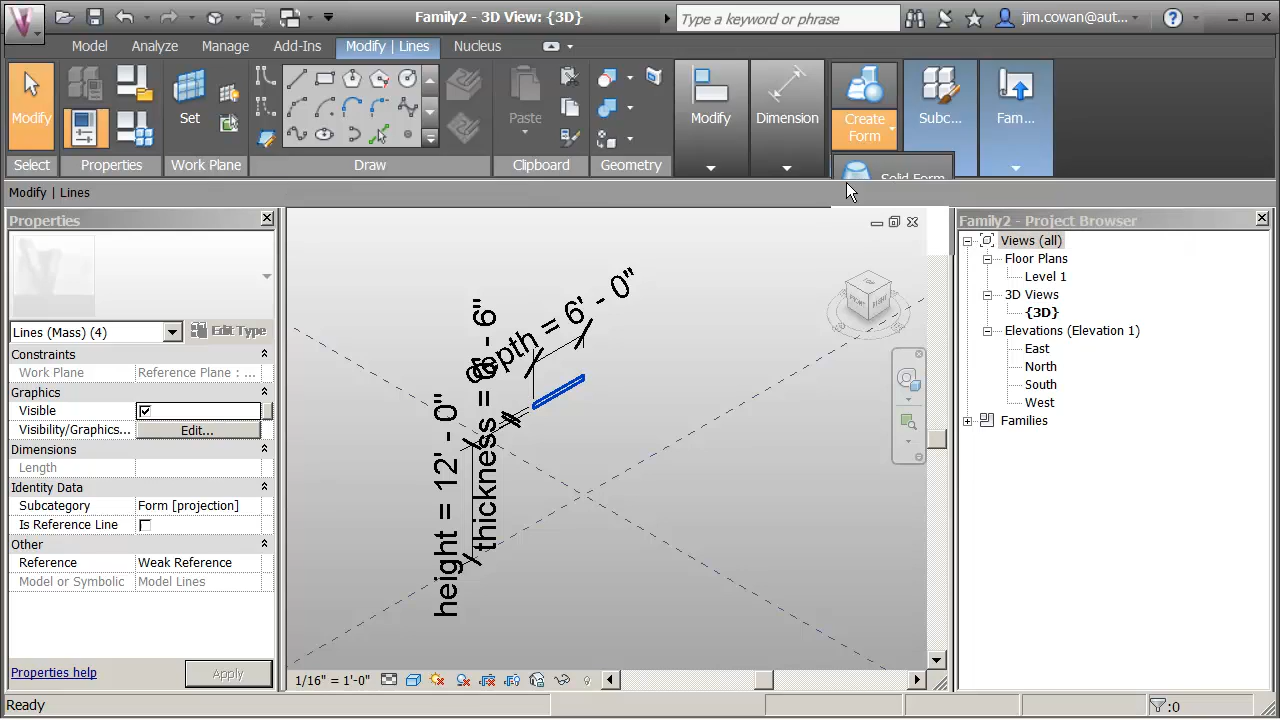 Family2 - 3D View: {3D}
Type a keyword or phrase
jim.cowan@aut...
Model
Analyze
Manage
Add-Ins
Modify | Lines
Nucleus
Modify
Set
Paste
Modify
Dimension
Create Form
Subc...
Fam...
Select
Properties
Work Plane
Draw
Clipboard
Geometry
Solid Form
Modify | Lines
Properties
Lines (Mass) (4)
Edit Type
Constraints
Work Plane
Reference Plane : ...
Graphics
Visible
Visibility/Graphics...
Edit...
Dimensions
Length
Identity Data
Subcategory
Form [projection]
Is Reference Line
Other
Reference
Weak Reference
Model or Symbolic
Model Lines
Properties help
Apply
depth = 6' - 0"
height = 12' - 0"
TOP
FRONT
RIGHT
1/16" = 1'-0"
Family2 - Project Browser
Views (all)
Floor Plans
Level 1
3D Views
{3D}
Elevations (Elevation 1)
East
North
South
West
Families
Ready
:0